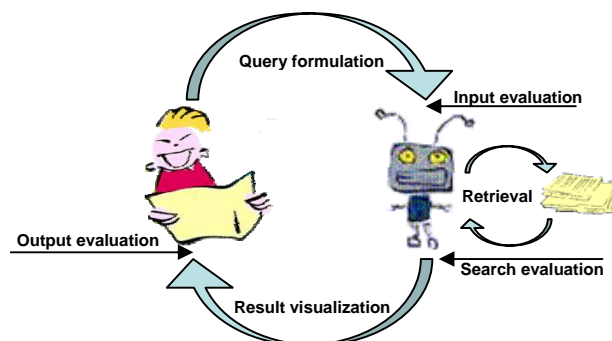 Query formulation
Input evaluation
Retrieval
Output evaluation
Search evaluation
Result visualization